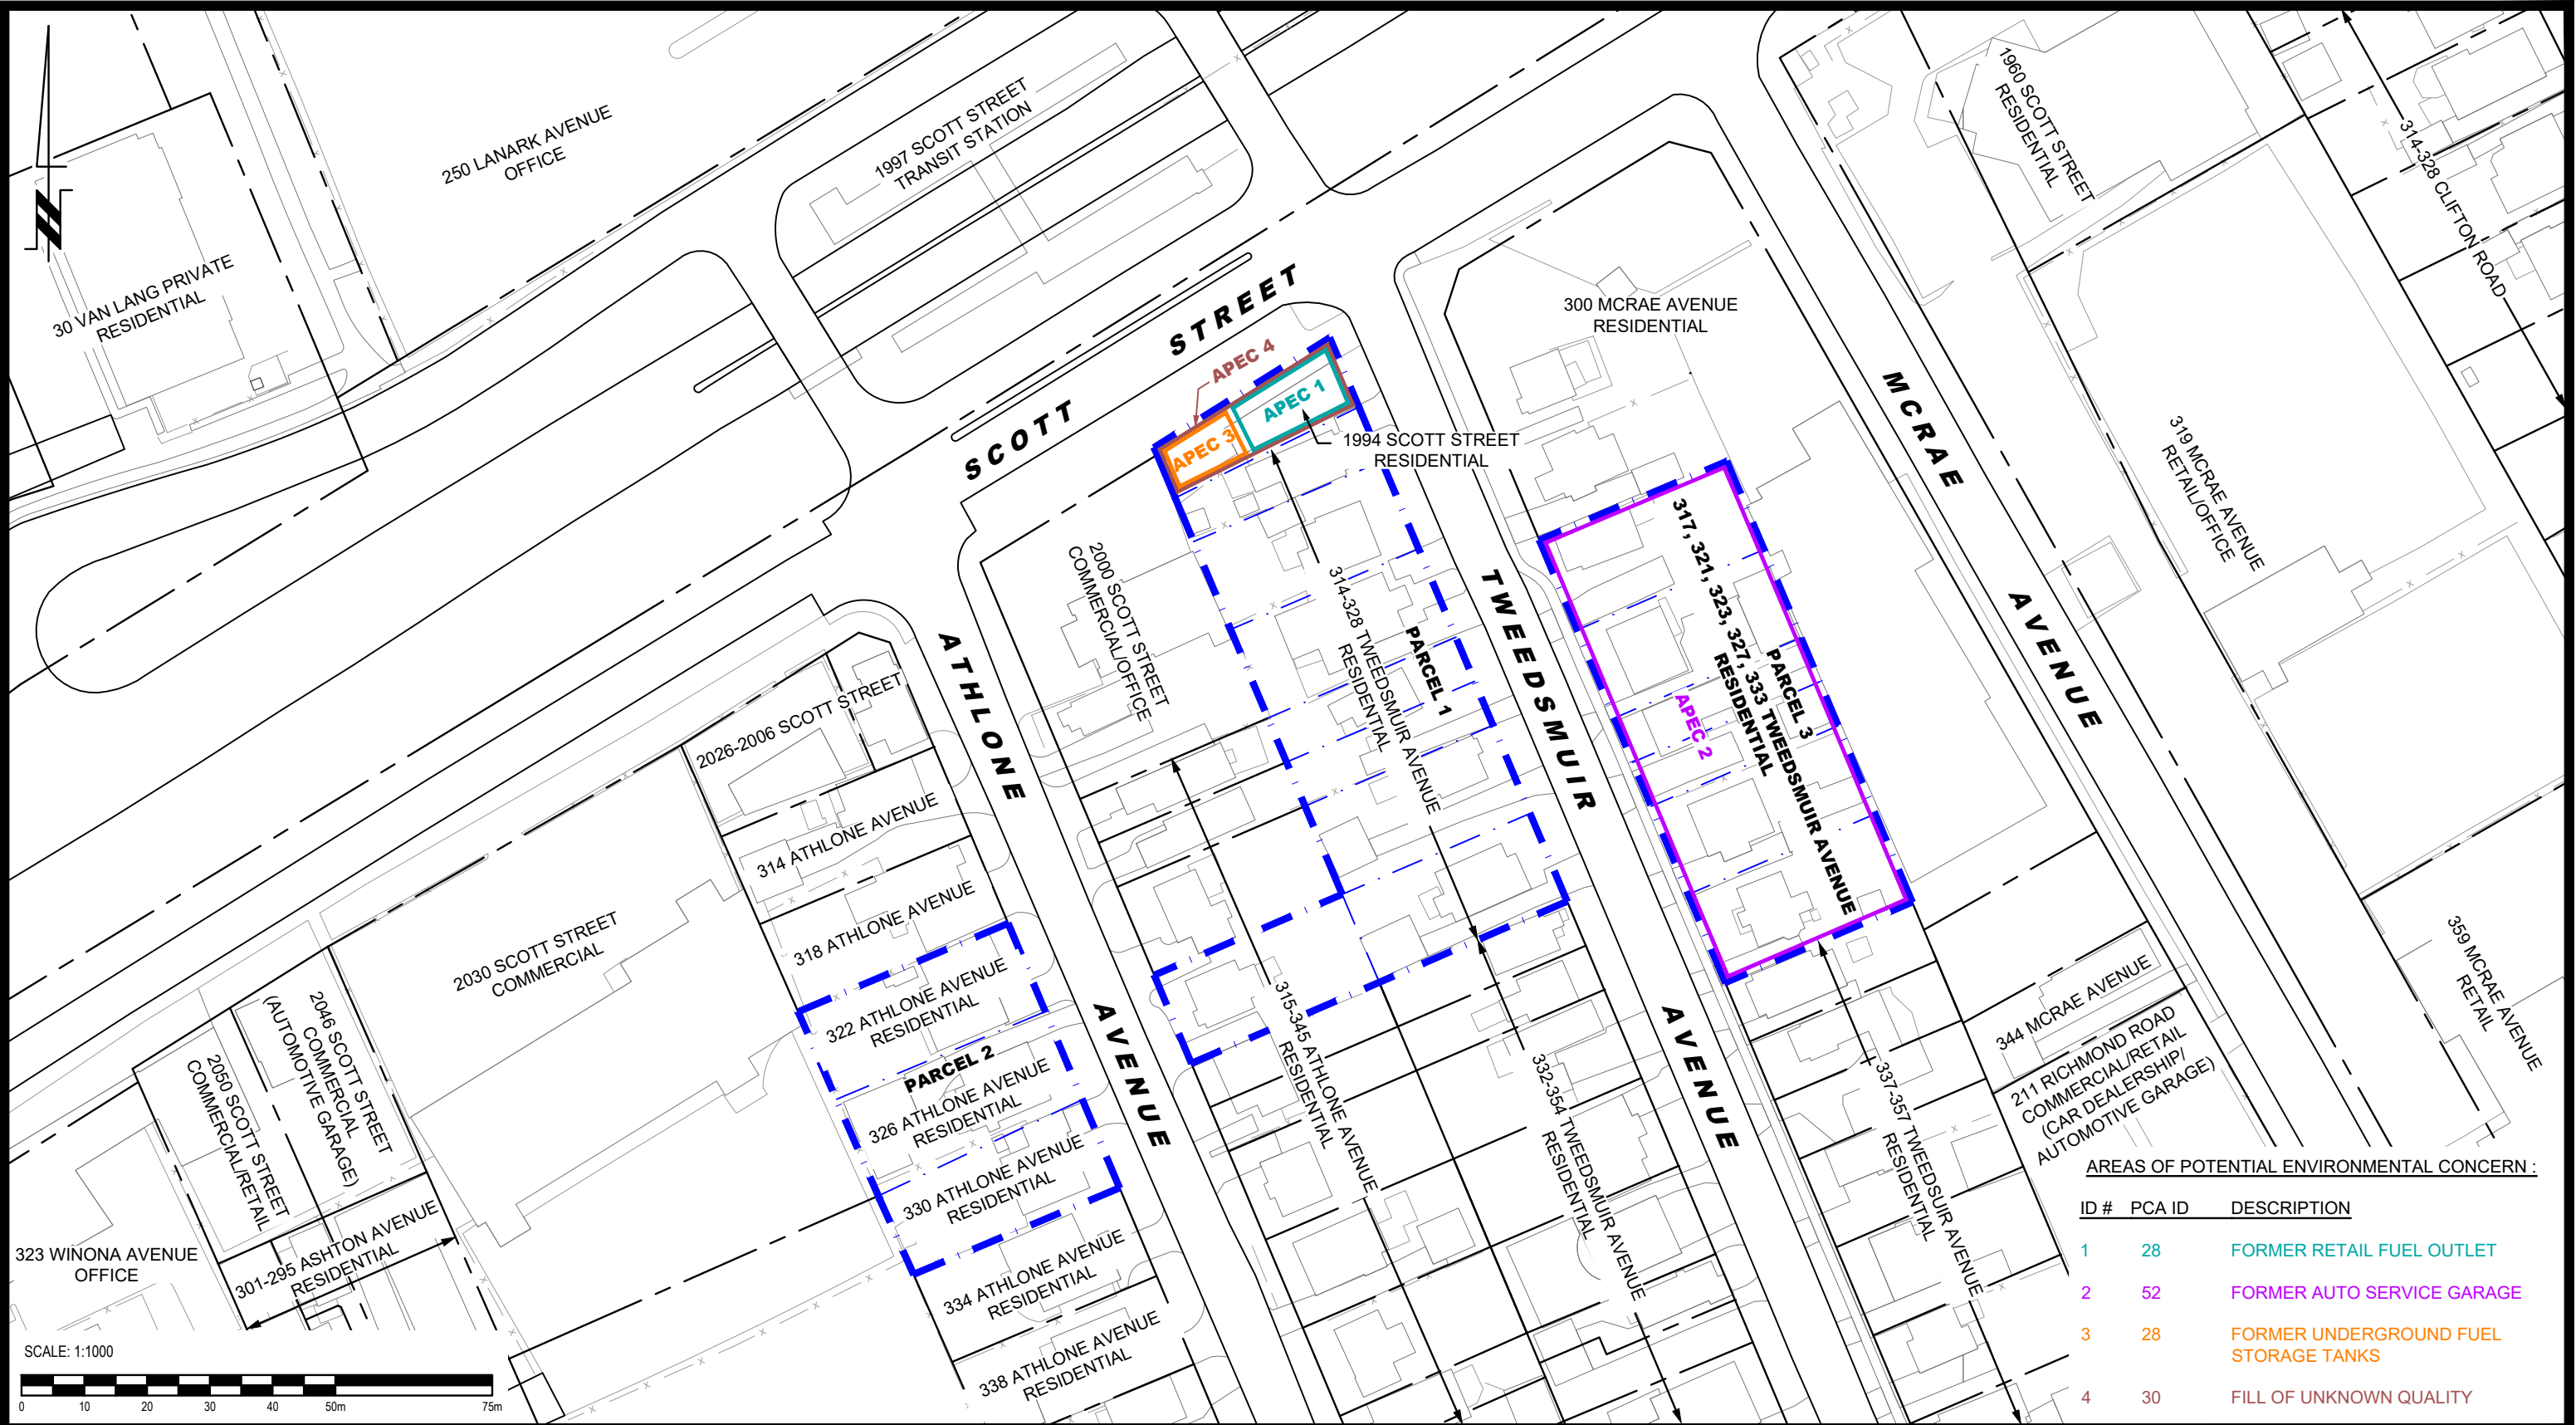 250 LANARK AVENUE
OFFICE
1997 SCOTT STREET
TRANSIT STATION
1960 SCOTT STREET
RESIDENTIAL
314-328 CLIFTON ROAD
30 VAN LANG PRIVATE
RESIDENTIAL
300 MCRAE AVENUE
RESIDENTIAL
SCOTT STREET
APEC 4
APEC 1
APEC 3
1994 SCOTT STREET
RESIDENTIAL
MCRAE AVENUE
319 MCRAE AVENUE
RETAIL/OFFICE
2000 SCOTT STREET
COMMERCIAL/OFFICE
314-328 TWEEDSMUIR AVENUE
RESIDENTIAL
PARCEL 1
TWEEDSMUIR AVENUE
PARCEL 3
317, 321, 323, 327, 333 TWEEDSMUIR AVENUE
RESIDENTIAL
APEC 2
ATHLONE AVENUE
2026-2006 SCOTT STREET
314 ATHLONE AVENUE
318 ATHLONE AVENUE
2030 SCOTT STREET
COMMERCIAL
322 ATHLONE AVENUE
RESIDENTIAL
PARCEL 2
326 ATHLONE AVENUE
RESIDENTIAL
330 ATHLONE AVENUE
RESIDENTIAL
334 ATHLONE AVENUE
RESIDENTIAL
338 ATHLONE AVENUE
RESIDENTIAL
315-345 ATHLONE AVENUE
RESIDENTIAL
332-354 TWEEDSMUIR AVENUE
RESIDENTIAL
337-357 TWEEDSUIR AVENUE
RESIDENTIAL
344 MCRAE AVENUE
211 RICHMOND ROAD
COMMERCIAL/RETAIL
(CAR DEALERSHIP/
AUTOMOTIVE GARAGE)
359 MCRAE AVENUE
RETAIL
2046 SCOTT STREET
COMMERCIAL
(AUTOMOTIVE GARAGE)
2050 SCOTT STREET
COMMERCIAL/RETAIL
323 WINONA AVENUE
OFFICE
301-295 ASHTON AVENUE
RESIDENTIAL
SCALE: 1:1000
0 10 20 30 40 50m 75m
AREAS OF POTENTIAL ENVIRONMENTAL CONCERN :
ID # PCA ID DESCRIPTION
1 28 FORMER RETAIL FUEL OUTLET
2 52 FORMER AUTO SERVICE GARAGE
3 28 FORMER UNDERGROUND FUEL
STORAGE TANKS
4 30 FILL OF UNKNOWN QUALITY